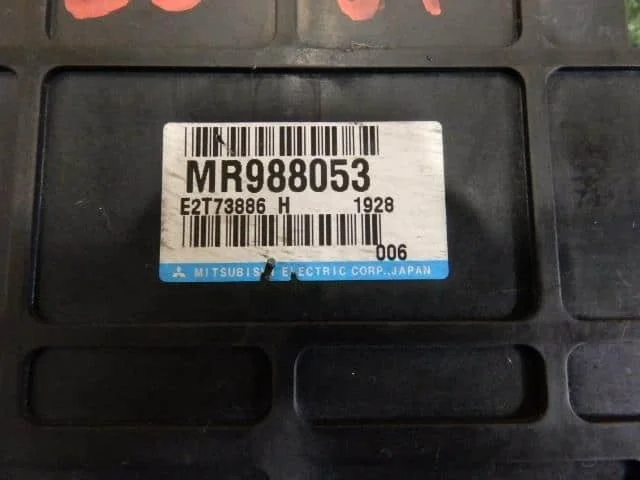 MR988053
E2T73886 H 1928
006
MITSUBISHI ELECTRIC CORP., JAPAN